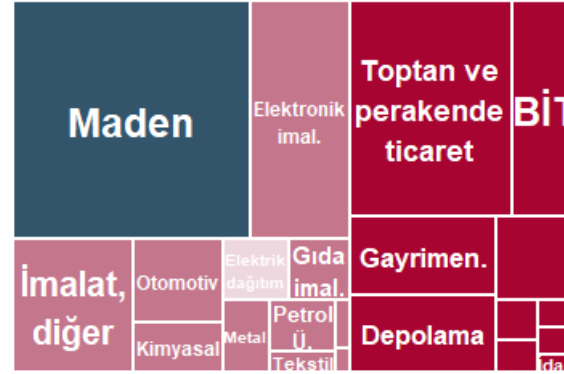 Maden
Elektronik
imal.
Toptan ve
perakende
ticaret
BİT
İmalat,
diğer
Otomotiv
Kimyasal
Elektrik
dağıtım
Gıda
imal.
Metal
Petrol
Ü.
Tekstil
Gayrimen.
Depolama